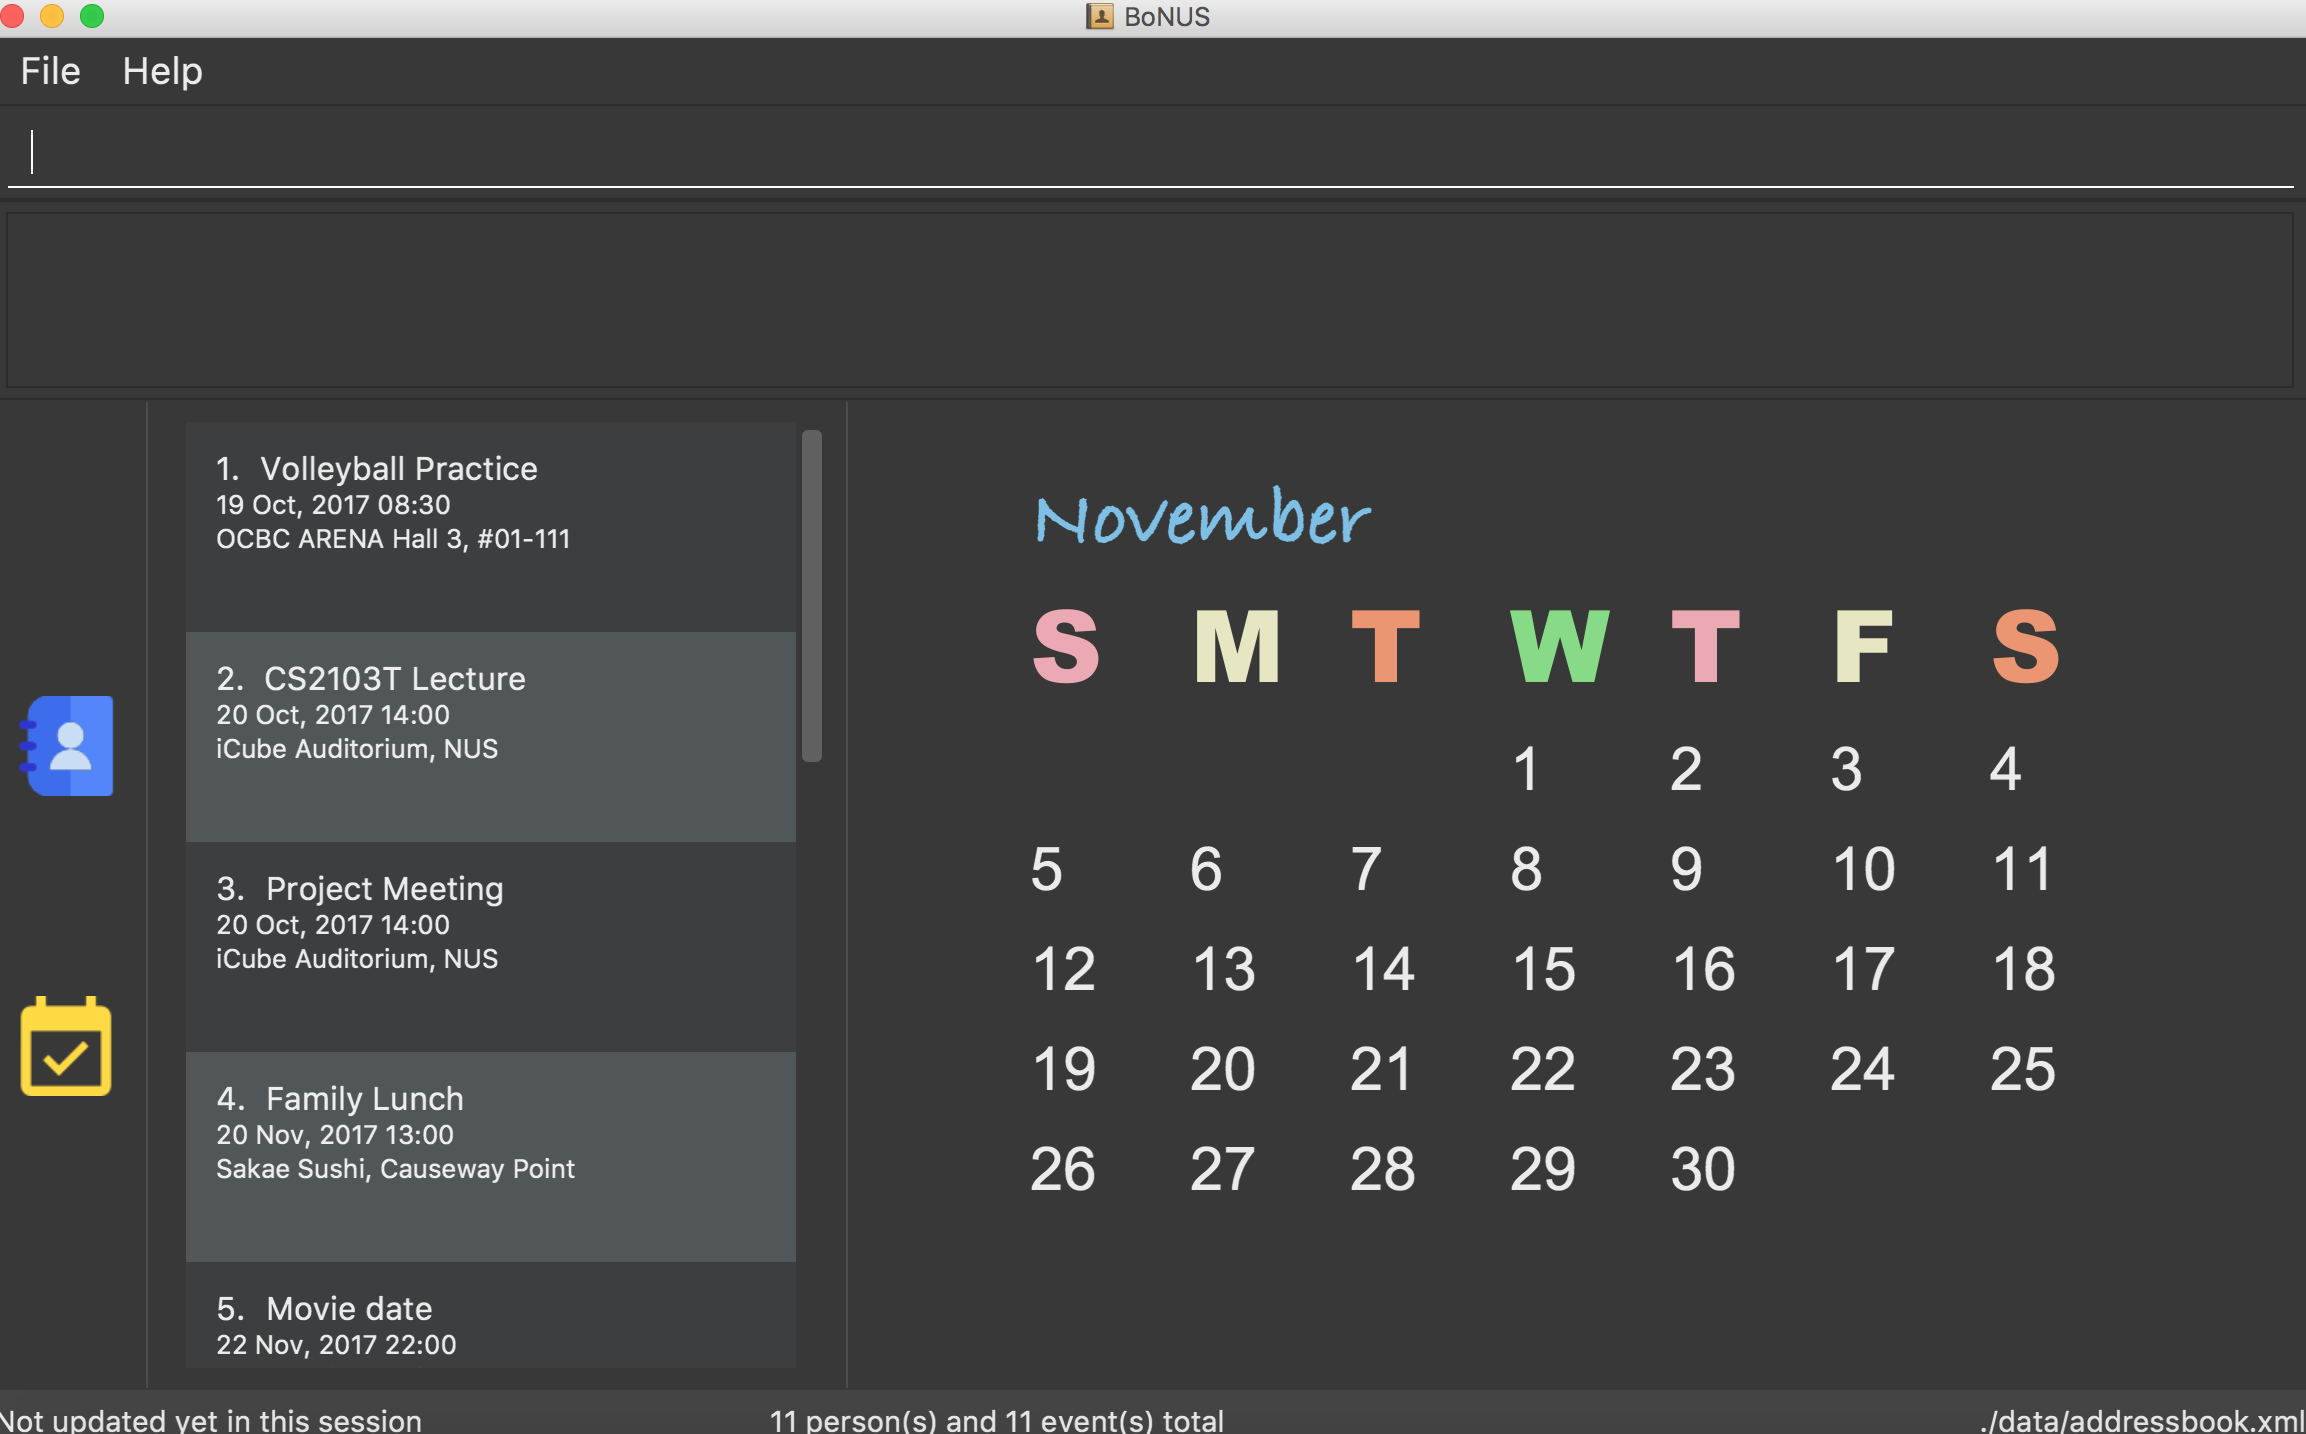 BoNUS
File Help
1. Volleyball Practice
19 Oct, 2017 08:30
OCBC ARENA Hall 3, #01-111
2. CS2103T Lecture
20 Oct, 2017 14:00
iCube Auditorium, NUS
3. Project Meeting
20 Oct, 2017 14:00
iCube Auditorium, NUS
4. Family Lunch
20 Nov, 2017 13:00
Sakae Sushi, Causeway Point
5. Movie date
22 Nov, 2017 22:00
November
S M T W T F S
1 2 3 4
5 6 7 8 9 10 11
12 13 14 15 16 17 18
19 20 21 22 23 24 25
26 27 28 29 30
Not updated yet in this session
11 person(s) and 11 event(s) total
./data/addressbook.xml